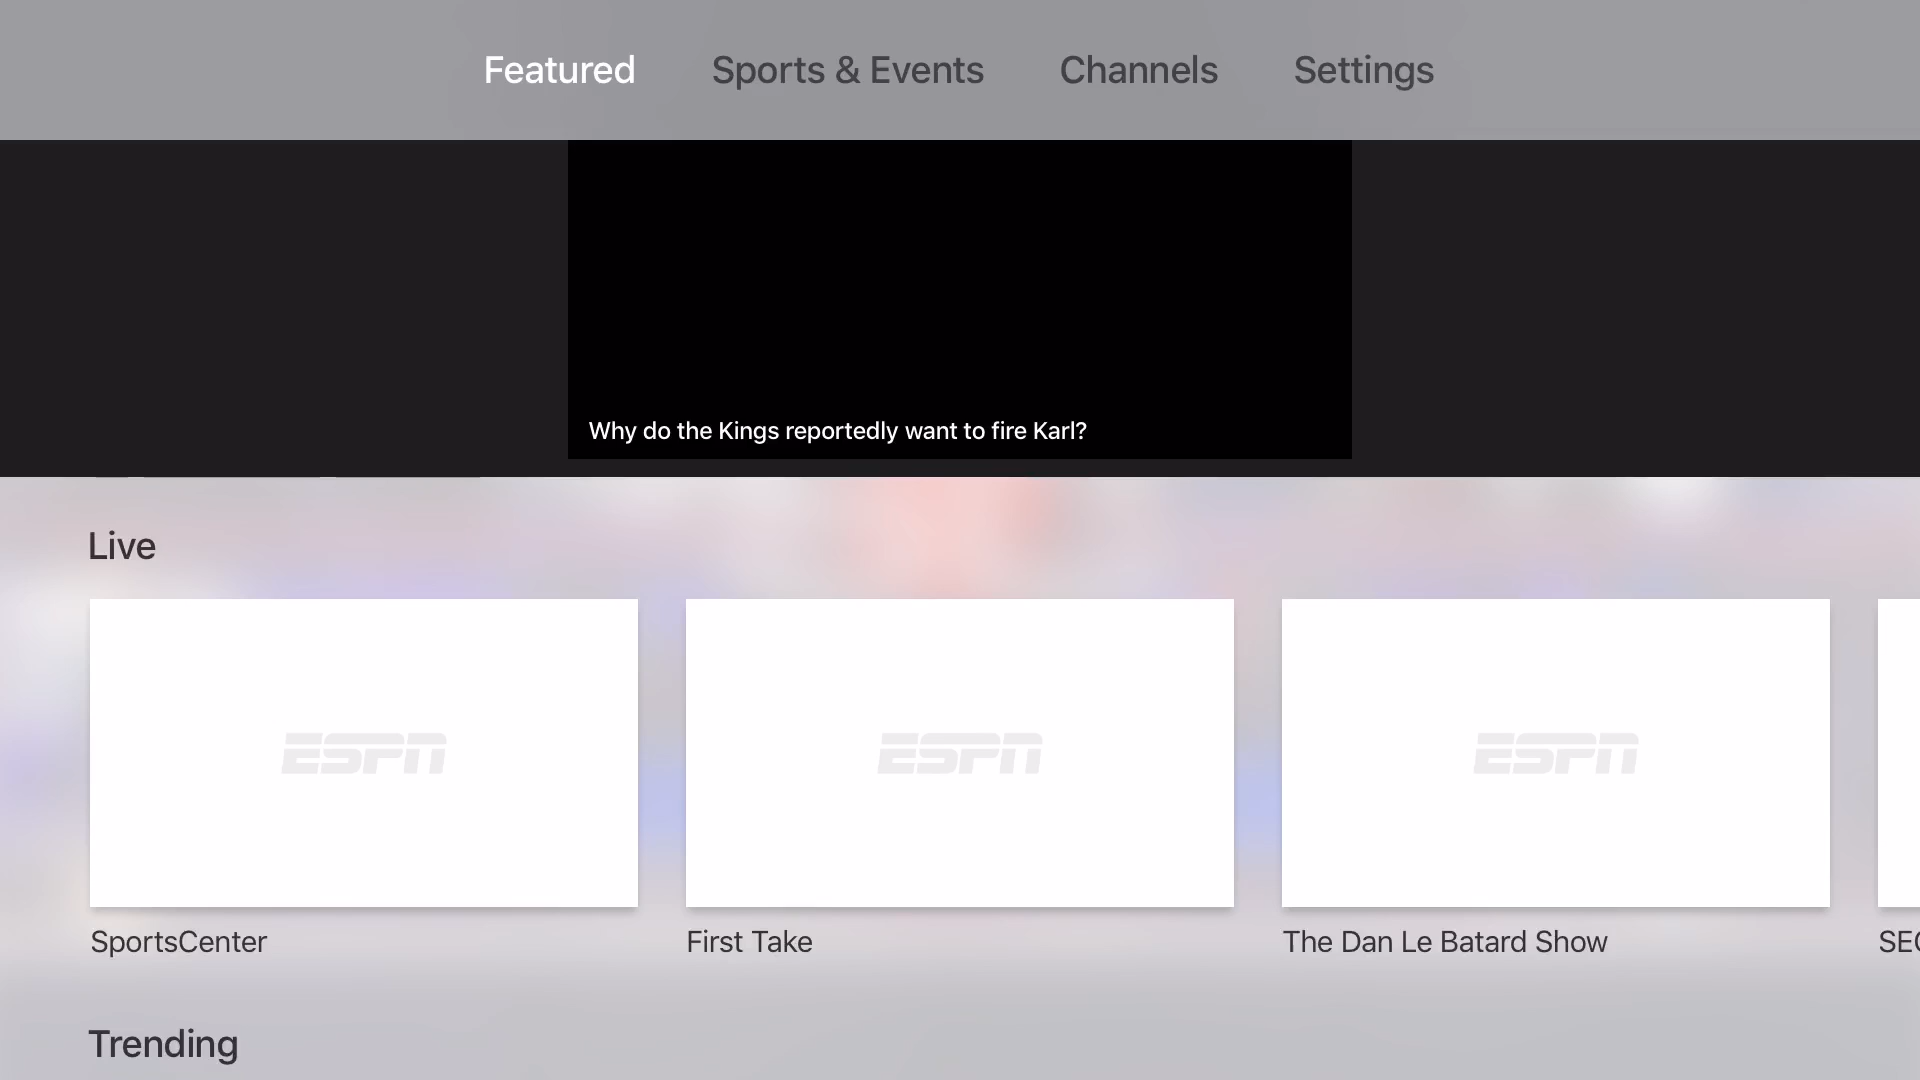 Featured Sports & Events Channels Settings
Why do the Kings reportedly want to fire Karl?
Live
ESPN ESPN ESPN
SportsCenter First Take The Dan Le Batard Show SEC
Trending